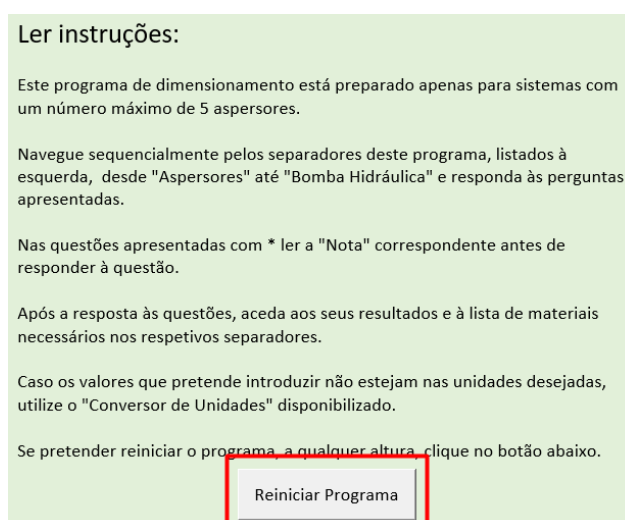 Ler instruções:
Este programa de dimensionamento está preparado apenas para sistemas com
um número máximo de 5 aspersores.
Navegue sequencialmente pelos separadores deste programa, listados à
esquerda, desde "Aspersores" até "Bomba Hidráulica" e responda às perguntas
apresentadas.
Nas questões apresentadas com * ler a "Nota" correspondente antes de
responder à questão.
Após a resposta às questões, aceda aos seus resultados e à lista de materiais
necessários nos respetivos separadores.
Caso os valores que pretende introduzir não estejam nas unidades desejadas,
utilize o "Conversor de Unidades" disponibilizado.
Se pretender reiniciar o programa, a qualquer altura, clique no botão abaixo.
Reiniciar Programa